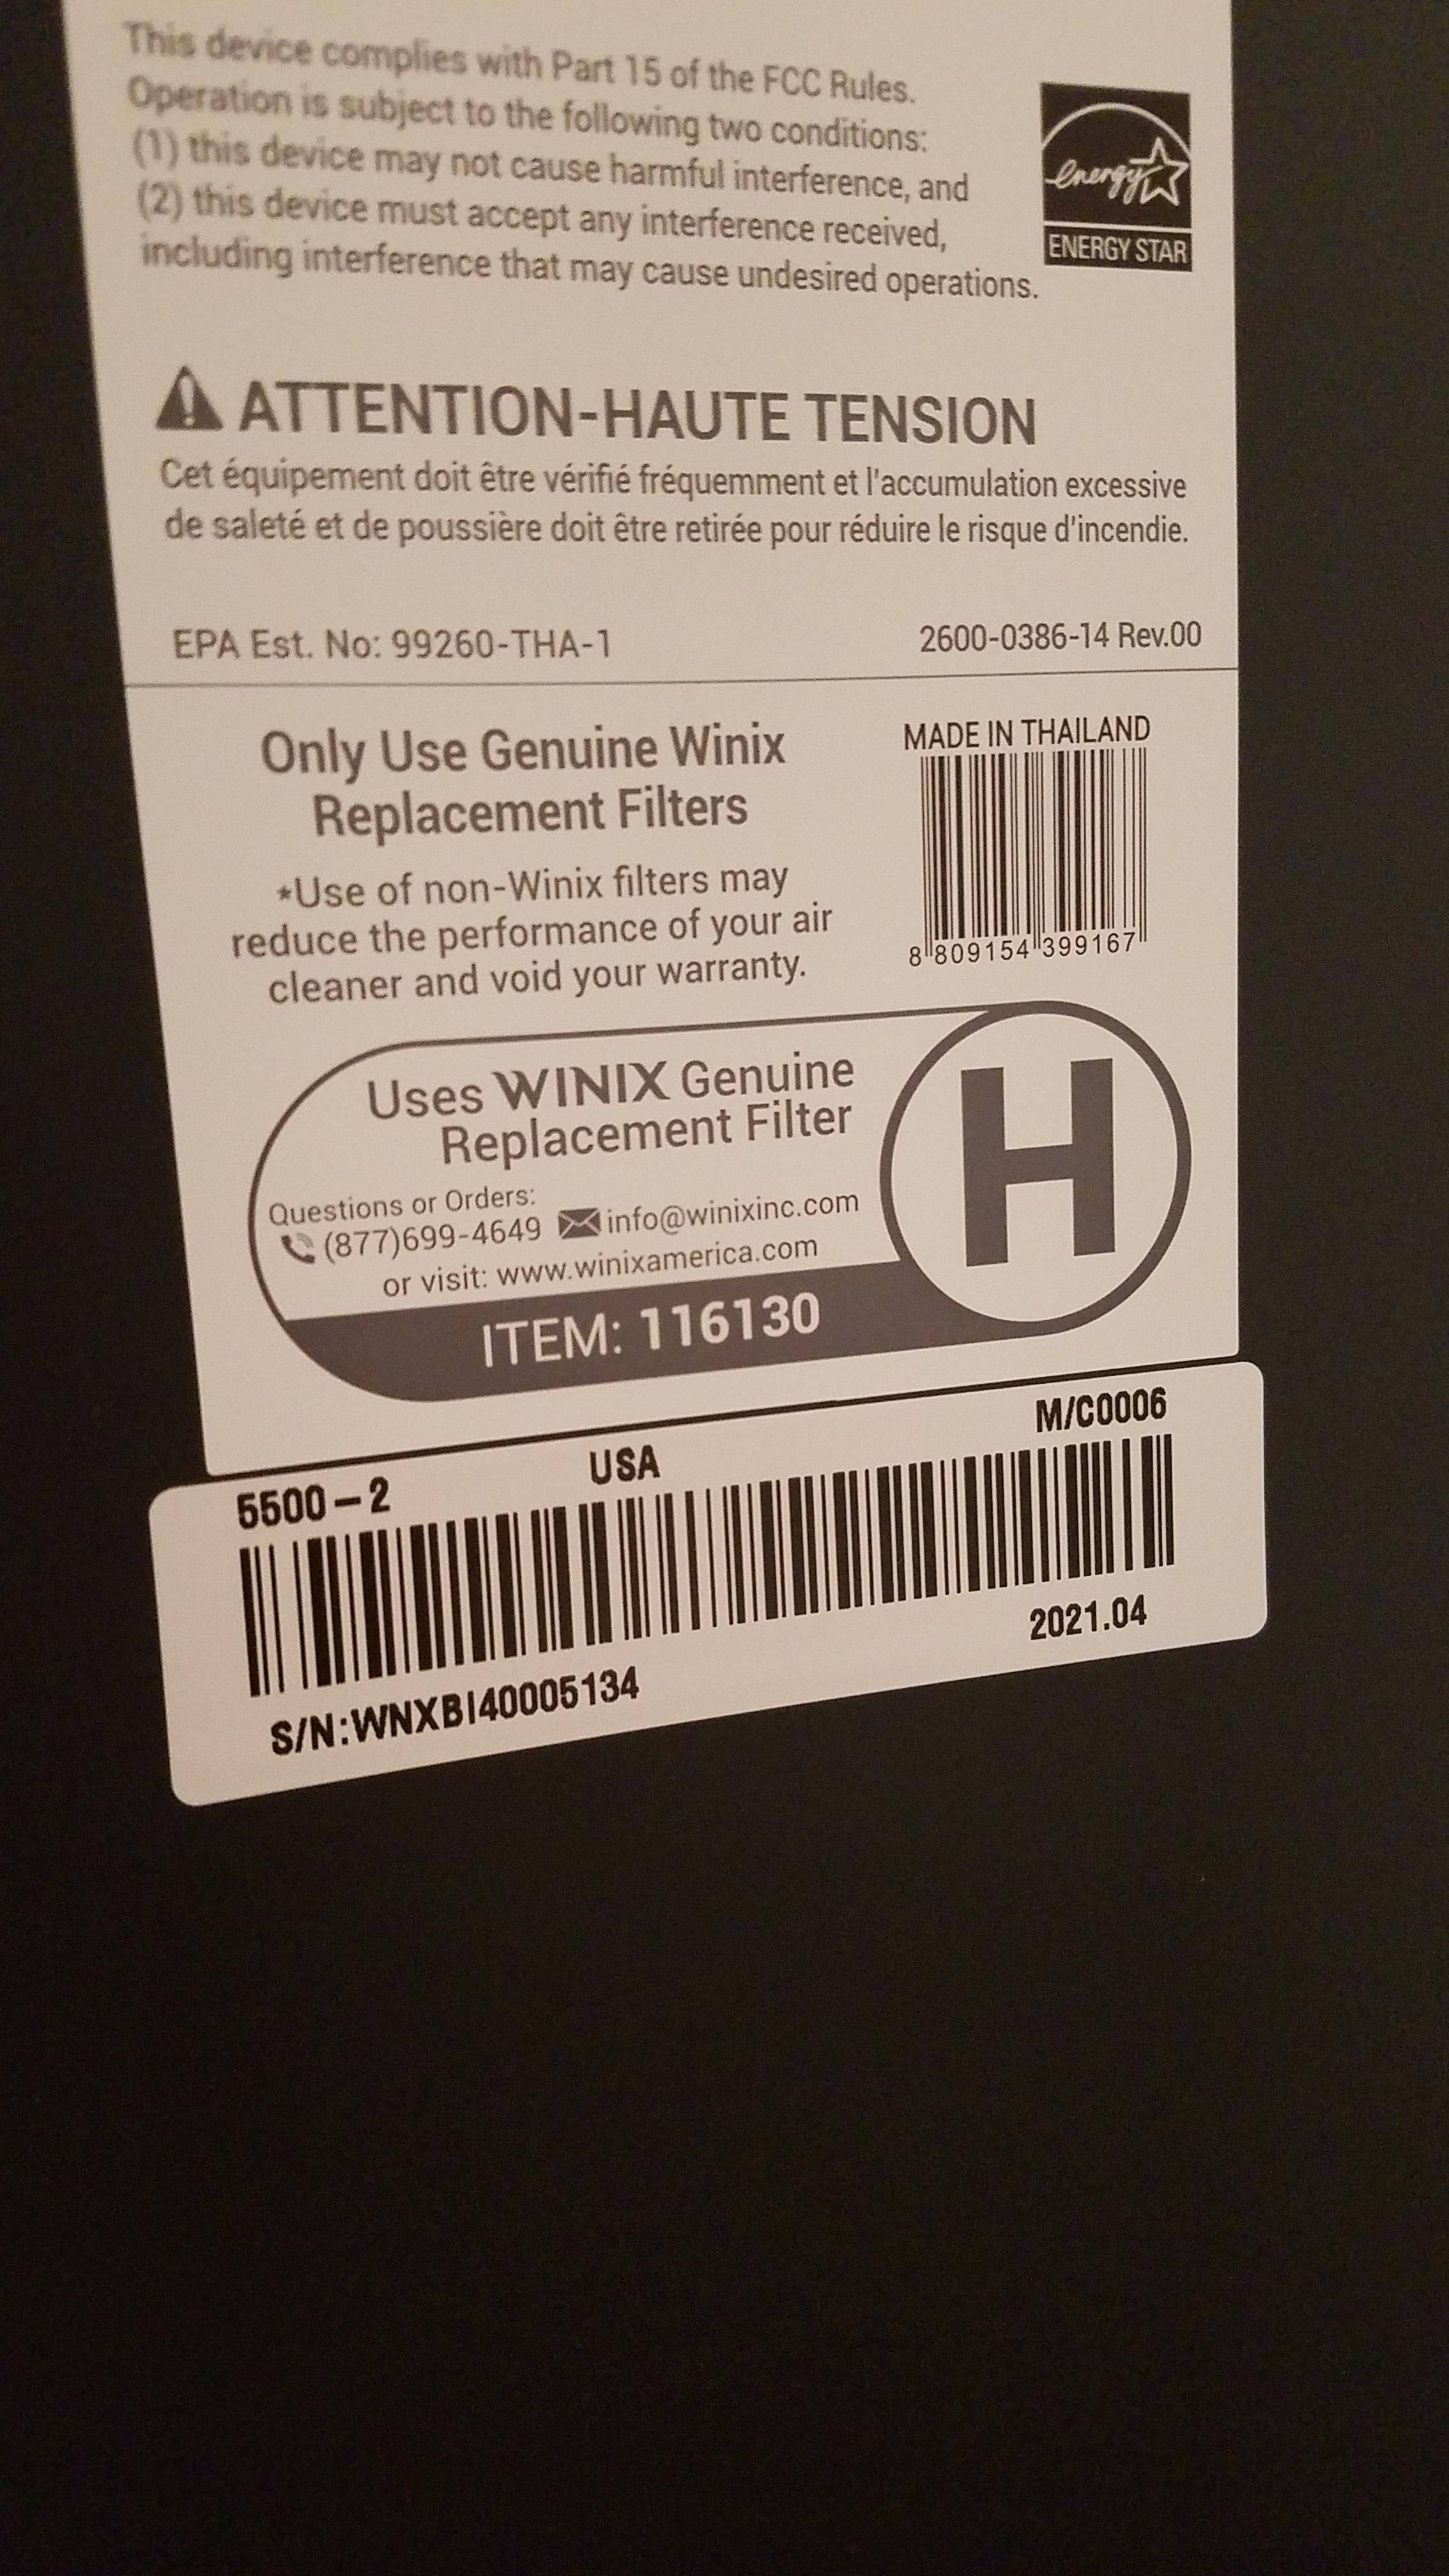 This device complies with Part 15 of the FCC Rules.
Operation is subject to the following two conditions:
(1) this device may not cause harmful interference, and
(2) this device must accept any interference received,
including interference that may cause undesired operations.
energy
ENERGY STAR
ATTENTION-HAUTE TENSION
Cet équipement doit être vérifié fréquemment et l'accumulation excessive
de saleté et de poussière doit être retirée pour réduire le risque d'incendie.
EPA Est. No: 99260-THA-1
2600-0386-14 Rev.00
Only Use Genuine Winix
Replacement Filters
*Use of non-Winix filters may
reduce the performance of your air
cleaner and void your warranty.
MADE IN THAILAND
8 809154 399167
Uses WINIX Genuine
Replacement Filter
Questions or Orders:
(877)699-4649 info@winixinc.com
or visit: www.winixamerica.com
ITEM: 116130
H
5500-2 USA M/C0006
2021.04
S/N:WNXBI40005134